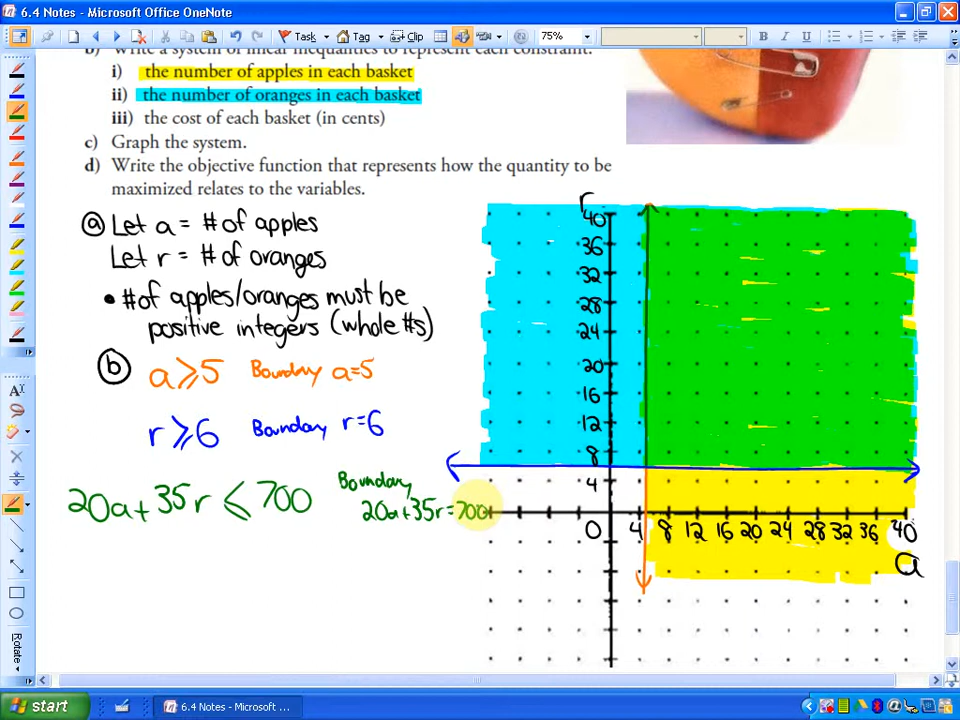 6.4 Notes - Microsoft Office OneNote
Task
Tag
Clip
75%
B I U
b) Write a system of linear inequalities to represent each constraint.
i) the number of apples in each basket
ii) the number of oranges in each basket
iii) the cost of each basket (in cents)
c) Graph the system.
d) Write the objective function that represents how the quantity to be
maximized relates to the variables.
a Let a = # of apples
Let r = # of oranges
• # of apples/oranges must be
positive integers (whole #s)
b
a ≥ 5 Boundary a=5
r ≥ 6 Boundary r=6
20a + 35r ≤ 700
Boundary
20a+35r=700
r
40
36
32
28
24
20
16
12
8
4
0 4 8 12 16 20 24 28 32 36 40
a
A
Rotate
start
6.4 Notes - Microsoft ...